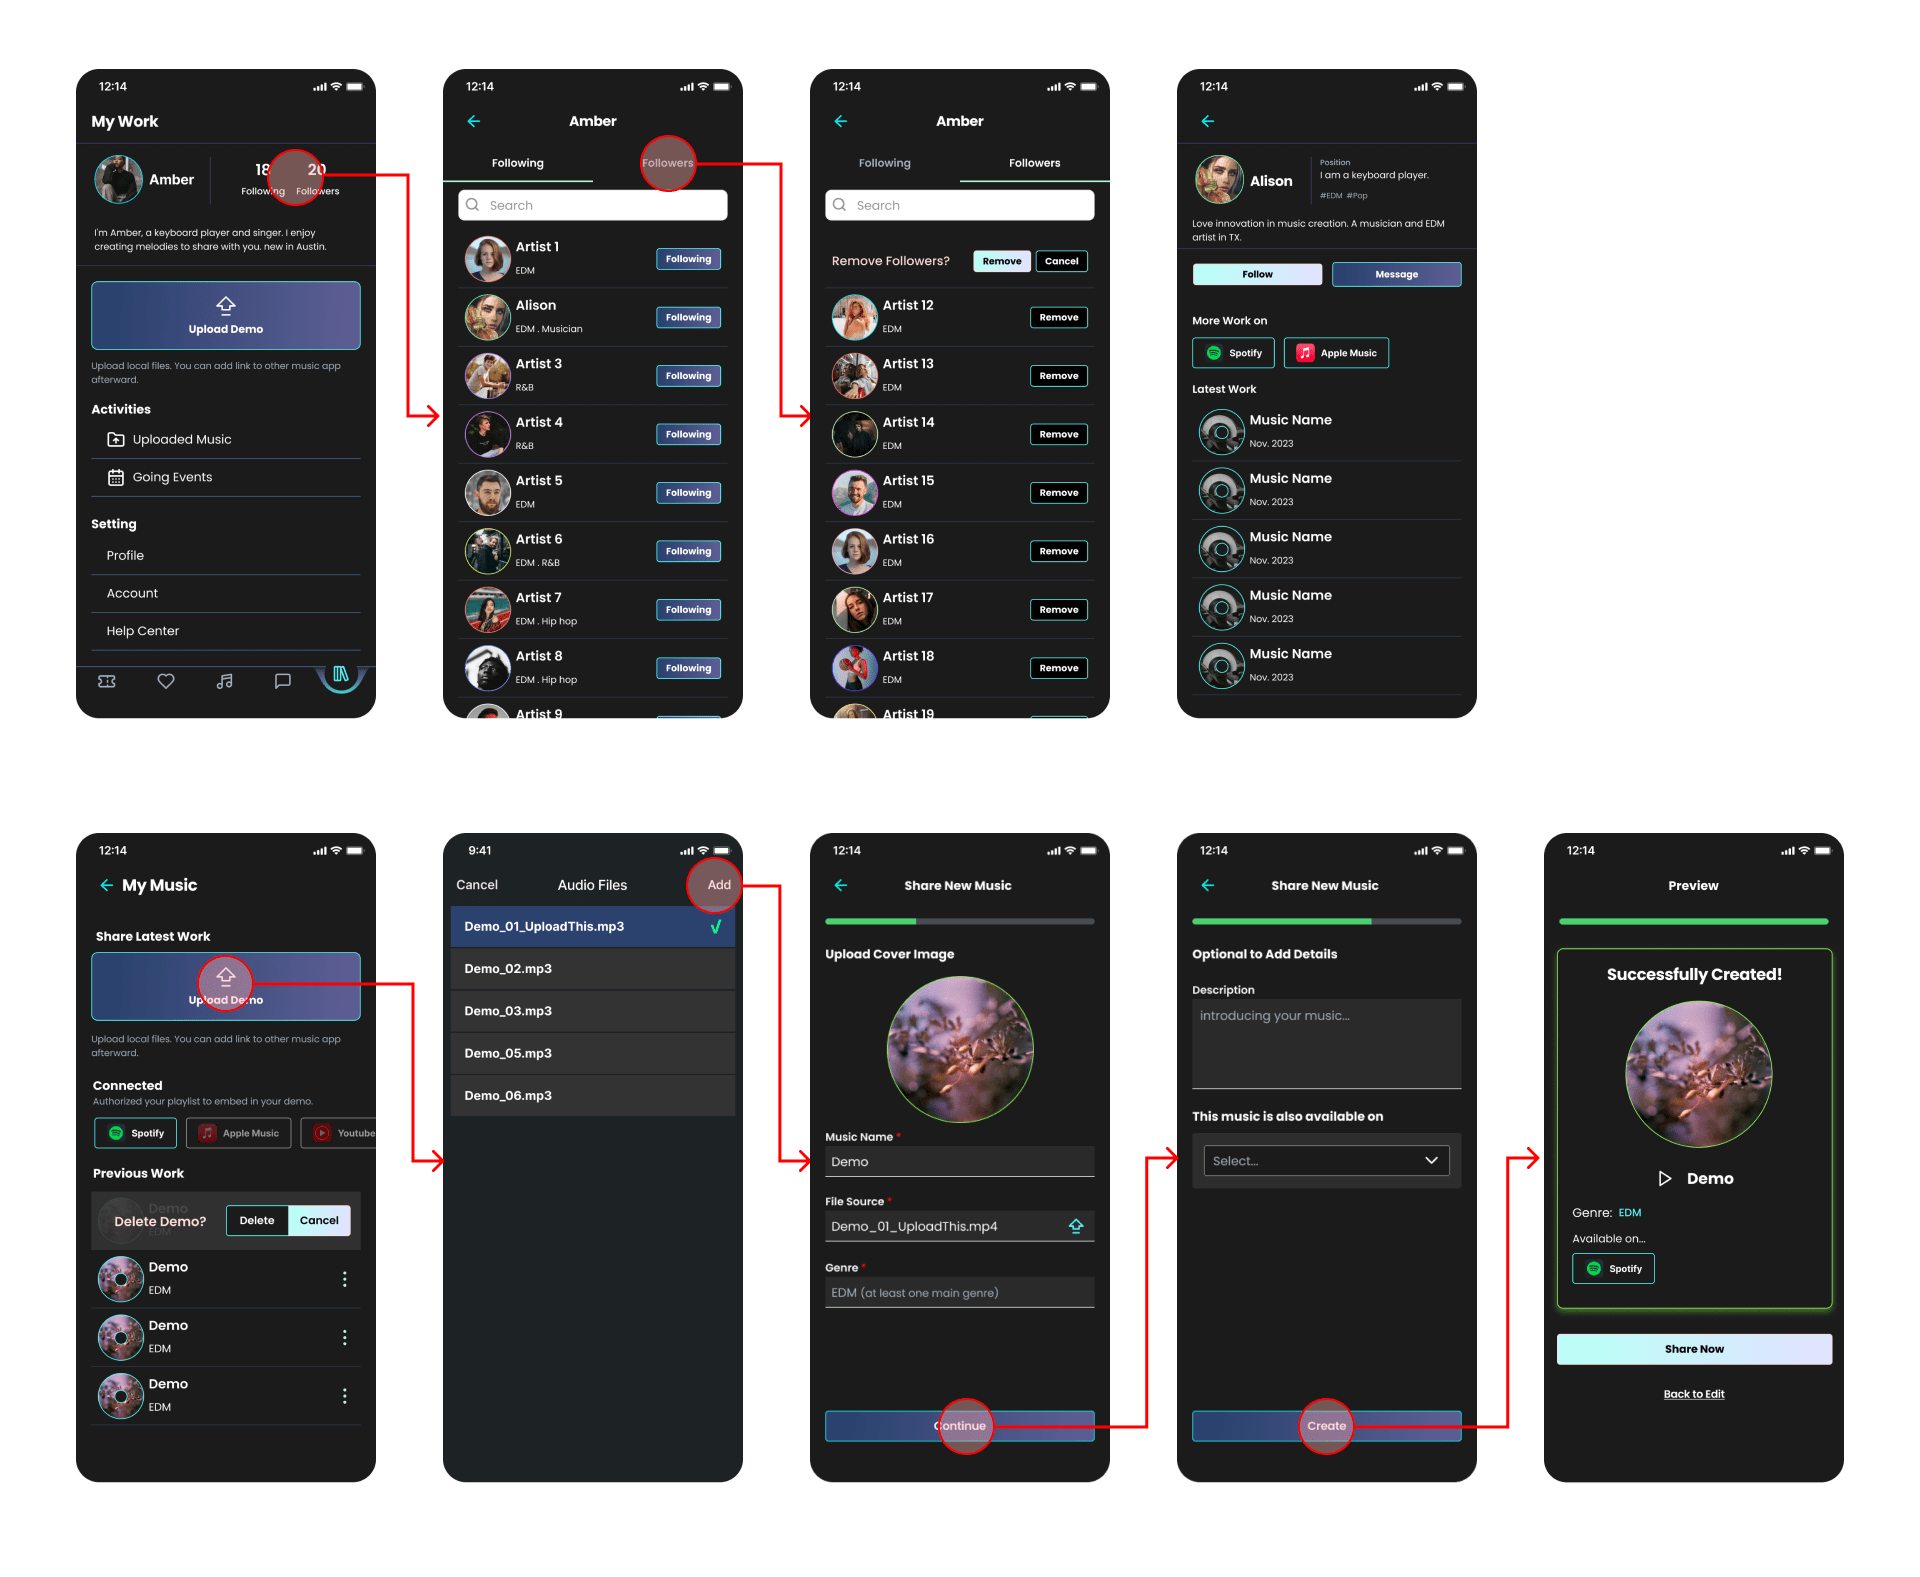 12:14
My Work
Amber
18
20
Following
Followers
I'm Amber, a keyboard player and singer. I enjoy
creating melodies to share with you. new in Austin.
Upload Demo
Upload local files. You can add link to other music app
afterward.
Activities
Uploaded Music
Going Events
Setting
Profile
Account
Help Center
12:14
Amber
Following
Followers
Search
Artist 1
EDM
Following
Alison
EDM . Musician
Following
Artist 3
R&B
Following
Artist 4
R&B
Following
Artist 5
EDM
Following
Artist 6
EDM . R&B
Following
Artist 7
EDM . Hip hop
Following
Artist 8
EDM . Hip hop
Following
Artist 9
12:14
Amber
Following
Followers
Search
Remove Followers?
Remove
Cancel
Artist 12
EDM
Remove
Artist 13
EDM
Remove
Artist 14
EDM
Remove
Artist 15
EDM
Remove
Artist 16
EDM
Remove
Artist 17
EDM
Remove
Artist 18
EDM
Remove
Artist 19
12:14
Alison
Position
I am a keyboard player.
#EDM #Pop
Love innovation in music creation. A musician and EDM
artist in TX.
Follow
Message
More Work on
Spotify
Apple Music
Latest Work
Music Name
Nov. 2023
Music Name
Nov. 2023
Music Name
Nov. 2023
Music Name
Nov. 2023
Music Name
Nov. 2023
12:14
My Music
Share Latest Work
Upload Demo
Upload local files. You can add link to other music app
afterward.
Connected
Authorized your playlist to embed in your demo.
Spotify
Apple Music
Youtube
Previous Work
Demo
EDM
Delete Demo?
Delete
Cancel
Demo
EDM
Demo
EDM
Demo
EDM
9:41
Cancel
Audio Files
Add
Demo_01_UploadThis.mp3
Demo_02.mp3
Demo_03.mp3
Demo_05.mp3
Demo_06.mp3
12:14
Share New Music
Upload Cover Image
Music Name *
Demo
File Source *
Demo_01_UploadThis.mp4
Genre *
EDM (at least one main genre)
Continue
12:14
Share New Music
Optional to Add Details
Description
introducing your music...
This music is also available on
Select...
Create
12:14
Preview
Successfully Created!
Demo
Genre: EDM
Available on...
Spotify
Share Now
Back to Edit